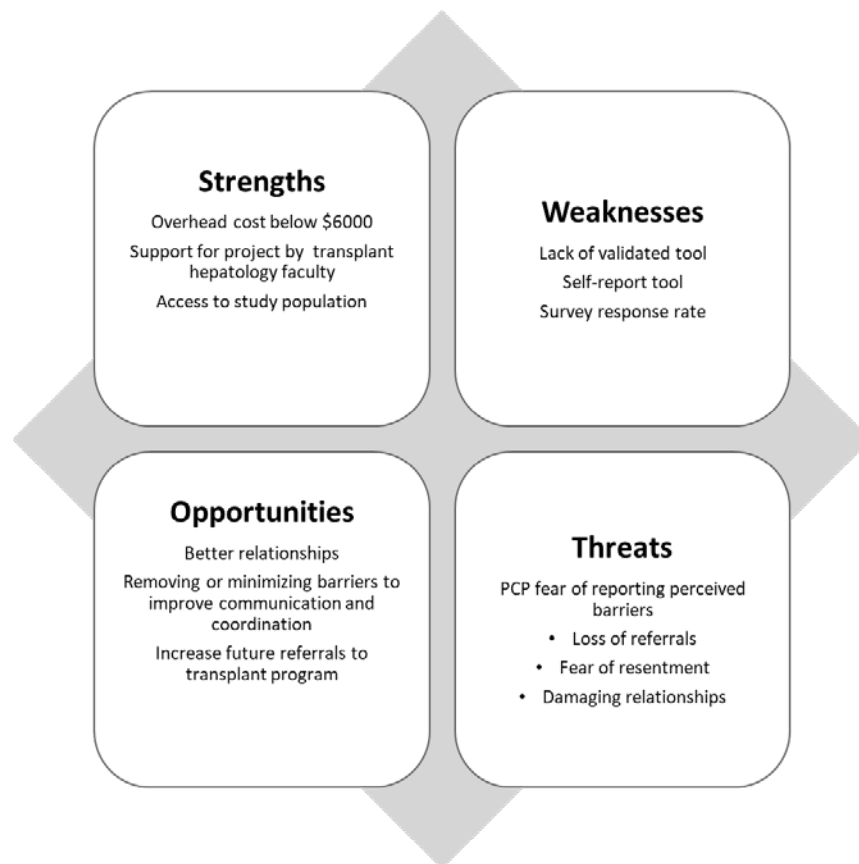 Strengths
Overhead cost below $6000
Support for project by transplant
hepatology faculty
Access to study population
Weaknesses
Lack of validated tool
Self-report tool
Survey response rate
Opportunities
Better relationships
Removing or minimizing barriers to
improve communication and
coordination
Increase future referrals to
transplant program
Threats
PCP fear of reporting perceived
barriers
• Loss of referrals
• Fear of resentment
• Damaging relationships